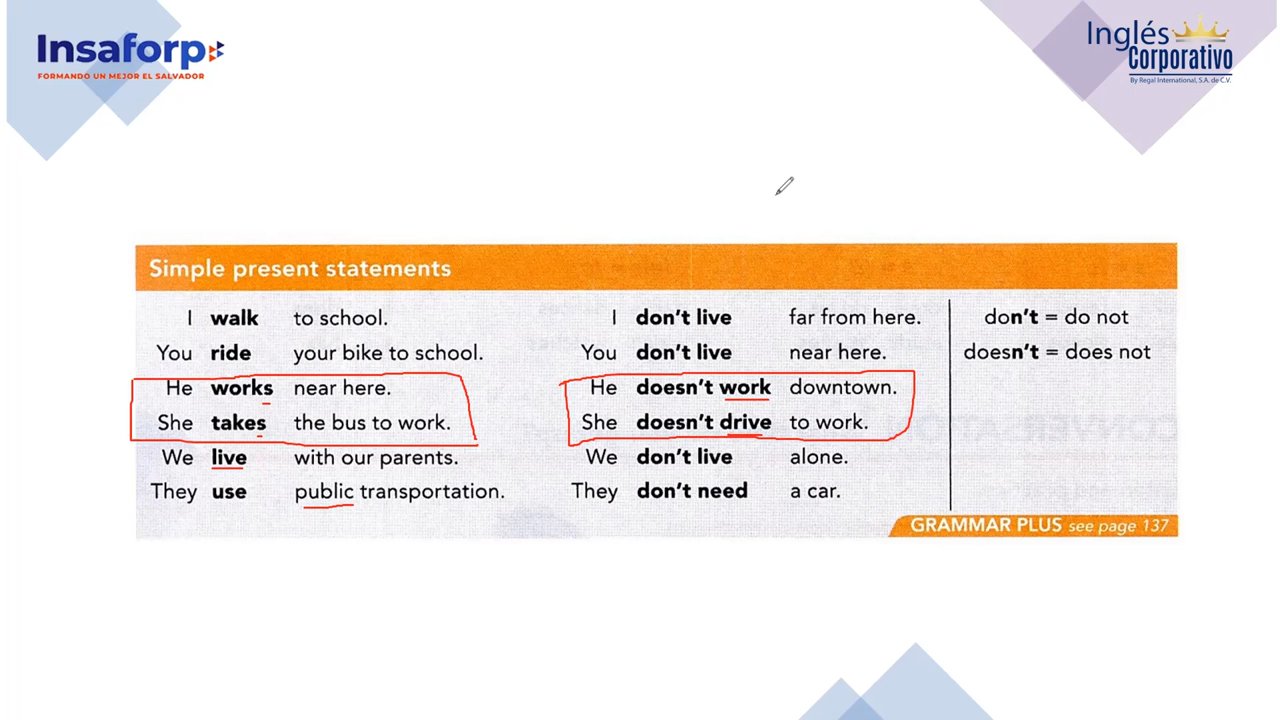 Insaforp
FORMANDO UN MEJOR EL SALVADOR
Inglés
Corporativo
By Regal International, S.A. de C.V.
Simple present statements
I walk to school.
You ride your bike to school.
He works near here.
She takes the bus to work.
We live with our parents.
They use public transportation.
I don't live far from here.
You don't live near here.
He doesn't work downtown.
She doesn't drive to work.
We don't live alone.
They don't need a car.
don't = do not
doesn't = does not
GRAMMAR PLUS see page 137